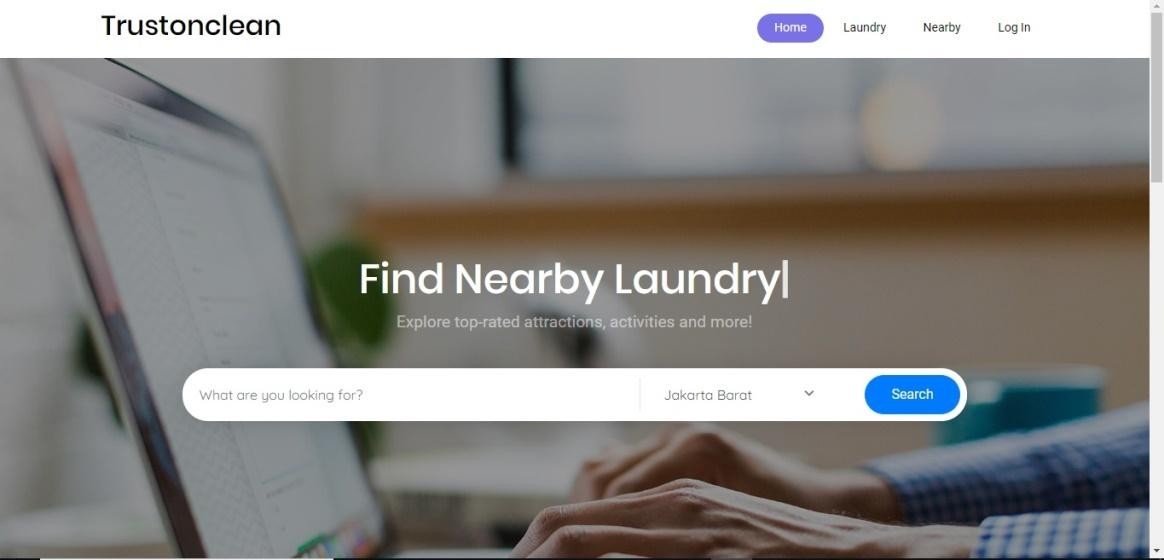 Trustonclean
Home Laundry Nearby Log In
Find Nearby Laundry|
Explore top-rated attractions, activities and more!
What are you looking for? Jakarta Barat Search